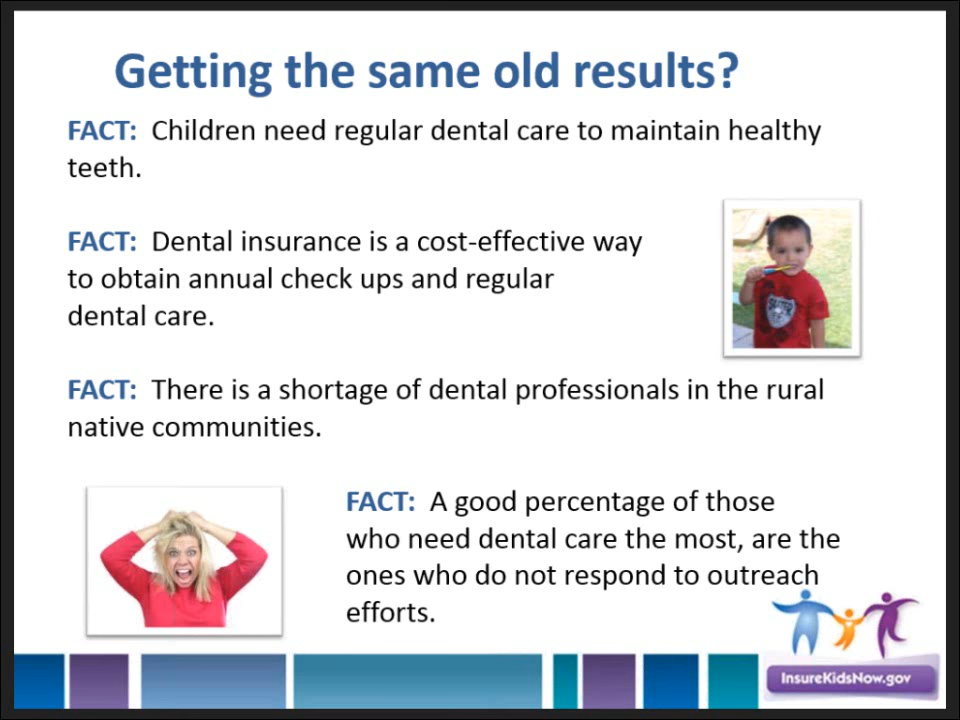 Getting the same old results?
FACT: Children need regular dental care to maintain healthy
teeth.
FACT: Dental insurance is a cost-effective way
to obtain annual check ups and regular
dental care.
FACT: There is a shortage of dental professionals in the rural
native communities.
FACT: A good percentage of those
who need dental care the most, are the
ones who do not respond to outreach
efforts.
InsureKidsNow.gov